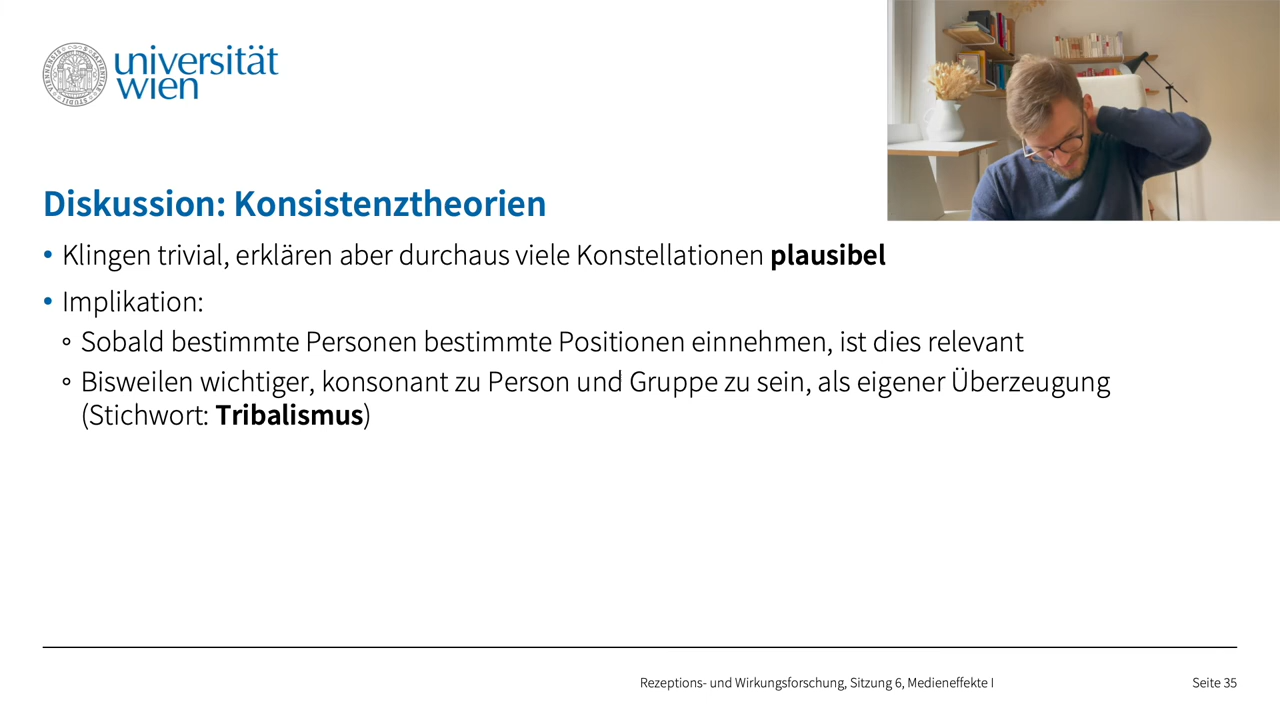 universität
wien
Diskussion: Konsistenztheorien
• Klingen trivial, erklären aber durchaus viele Konstellationen plausibel
• Implikation:
◦ Sobald bestimmte Personen bestimmte Positionen einnehmen, ist dies relevant
◦ Bisweilen wichtiger, konsonant zu Person und Gruppe zu sein, als eigener Überzeugung
(Stichwort: Tribalismus)
Rezeptions- und Wirkungsforschung, Sitzung 6, Medieneffekte I
Seite 35